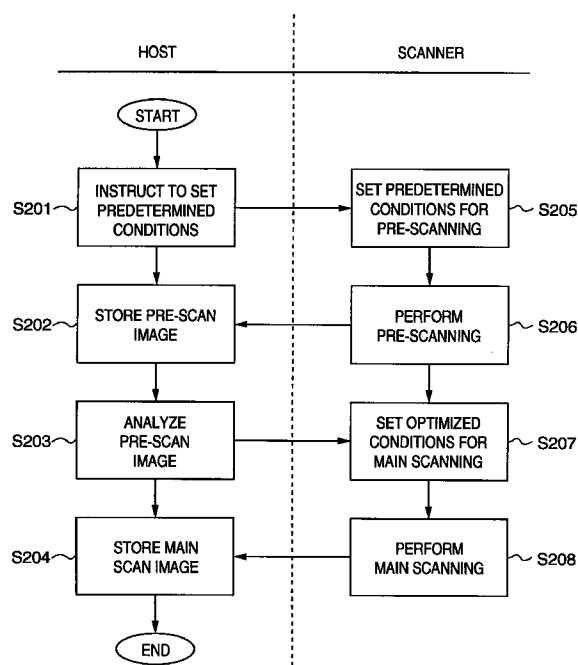 HOST
SCANNER
START
S201
INSTRUCT TO SET
PREDETERMINED
CONDITIONS
SET PREDETERMINED
CONDITIONS FOR
PRE-SCANNING
S205
S202
STORE PRE-SCAN
IMAGE
PERFORM
PRE-SCANNING
S206
S203
ANALYZE
PRE-SCAN
IMAGE
SET OPTIMIZED
CONDITIONS FOR
MAIN SCANNING
S207
S204
STORE MAIN
SCAN IMAGE
PERFORM
MAIN SCANNING
S208
END